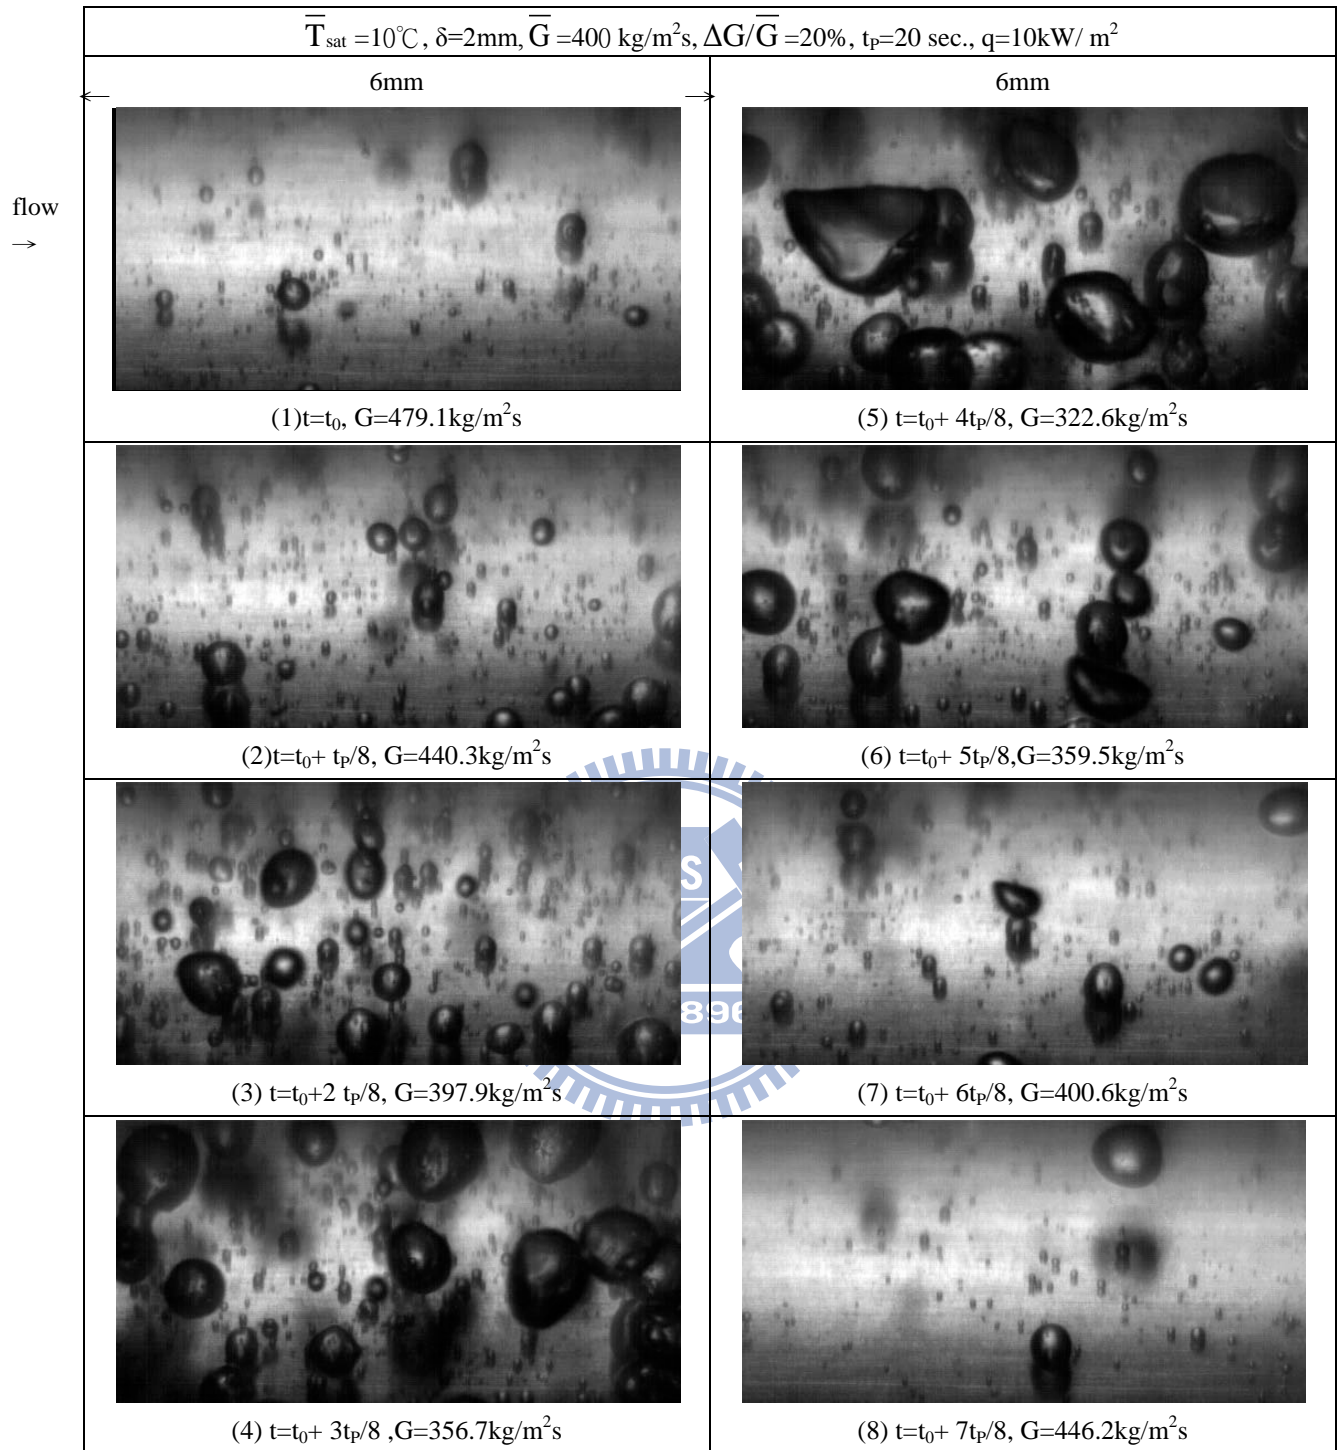 T̅sat =10℃, δ=2mm, G̅ =400 kg/m²s, ΔG/G̅ =20%, tP=20 sec., q=10kW/ m²
6mm
6mm
flow
→
(1)t=t₀, G=479.1kg/m²s
(5) t=t₀+ 4tP/8, G=322.6kg/m²s
(2)t=t₀+ tP/8, G=440.3kg/m²s
(6) t=t₀+ 5tP/8,G=359.5kg/m²s
S
896
(3) t=t₀+2 tP/8, G=397.9kg/m²s
(7) t=t₀+ 6tP/8, G=400.6kg/m²s
(4) t=t₀+ 3tP/8 ,G=356.7kg/m²s
(8) t=t₀+ 7tP/8, G=446.2kg/m²s